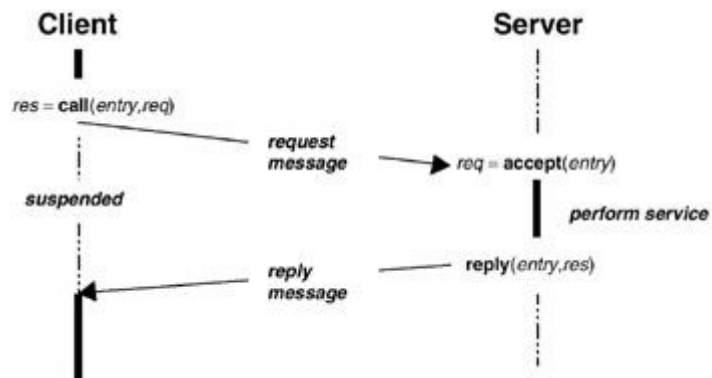 Client
Server
res = call(entry,req)
request
message
req = accept(entry)
suspended
perform service
reply(entry,res)
reply
message